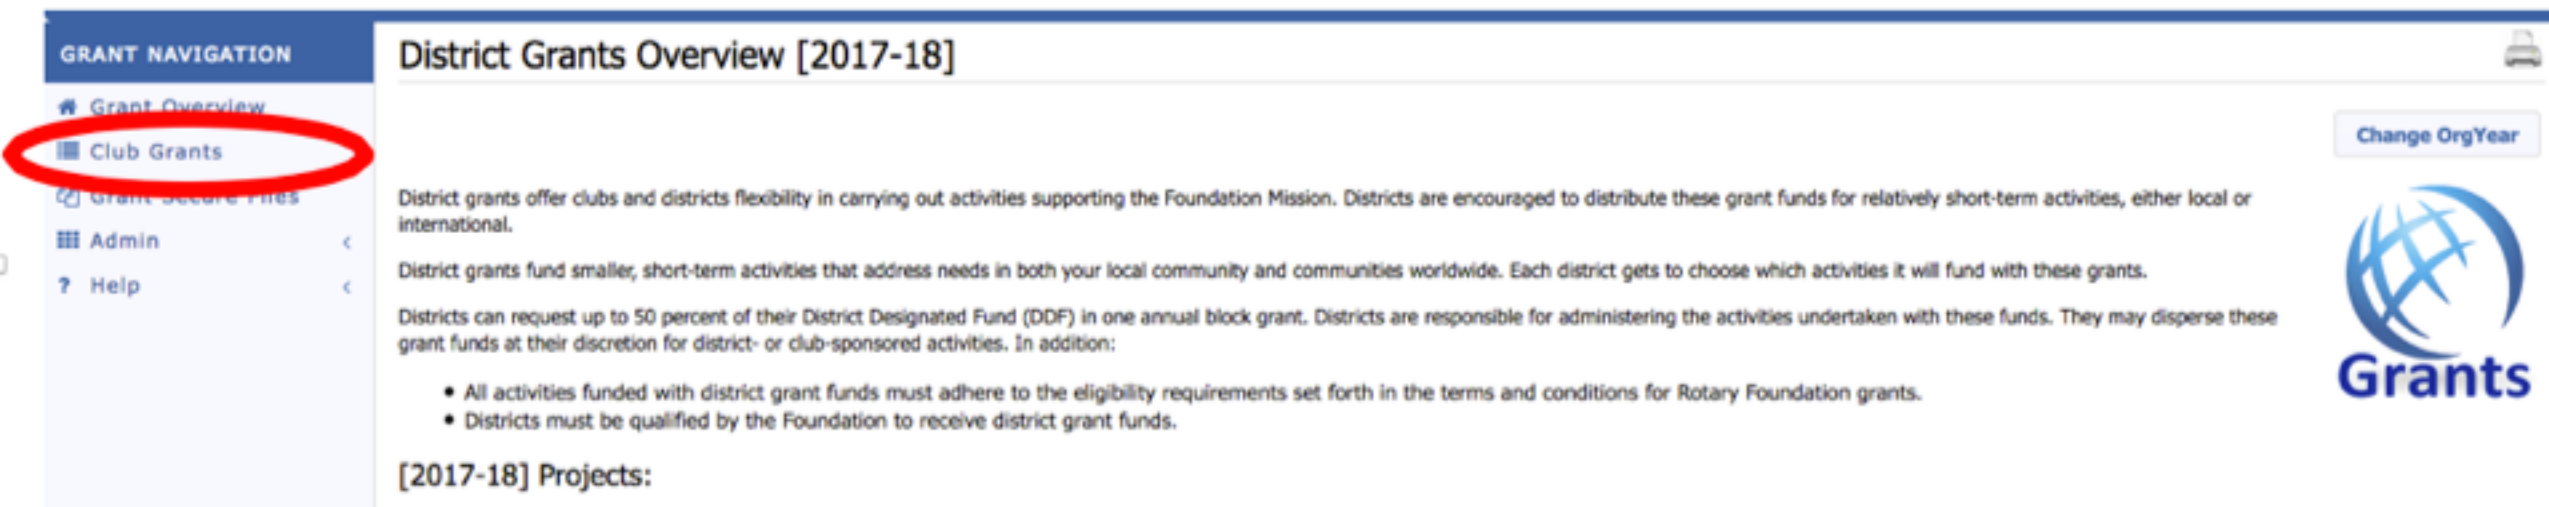 GRANT NAVIGATION
Grant Overview
Club Grants
Grant Secure Files
Admin
? Help
District Grants Overview [2017-18]
Change OrgYear
District grants offer clubs and districts flexibility in carrying out activities supporting the Foundation Mission. Districts are encouraged to distribute these grant funds for relatively short-term activities, either local or
international.
District grants fund smaller, short-term activities that address needs in both your local community and communities worldwide. Each district gets to choose which activities it will fund with these grants.
Districts can request up to 50 percent of their District Designated Fund (DDF) in one annual block grant. Districts are responsible for administering the activities undertaken with these funds. They may disperse these
grant funds at their discretion for district- or club-sponsored activities. In addition:
• All activities funded with district grant funds must adhere to the eligibility requirements set forth in the terms and conditions for Rotary Foundation grants.
• Districts must be qualified by the Foundation to receive district grant funds.
Grants
[2017-18] Projects: